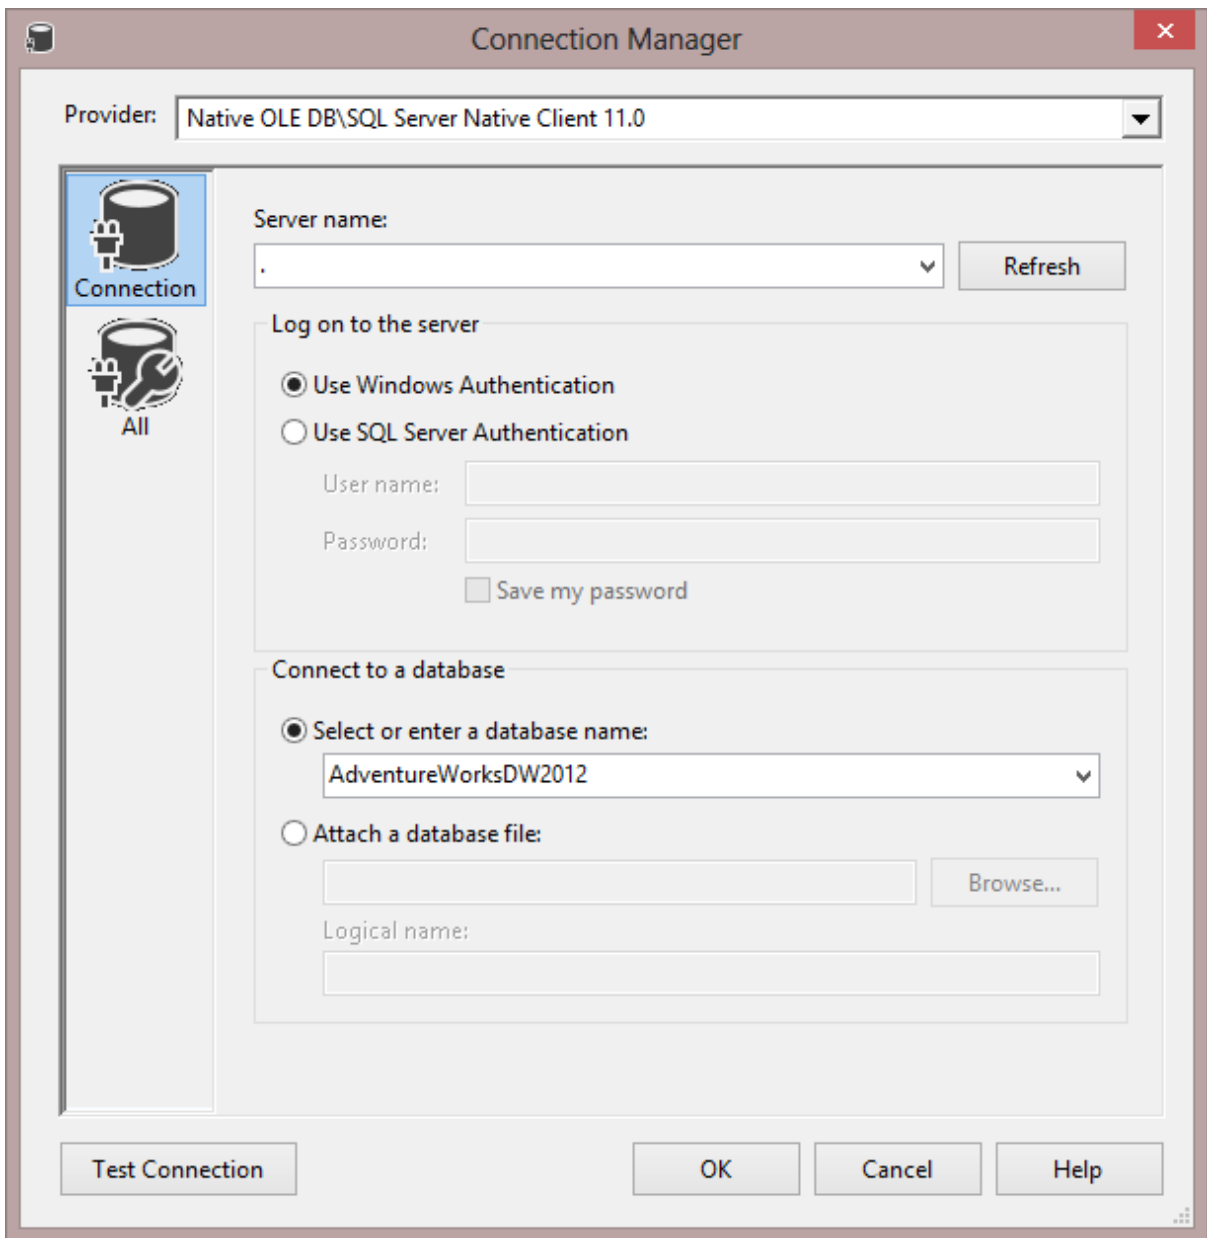 Connection Manager
Provider: Native OLE DB\SQL Server Native Client 11.0
Connection
All
Server name:
.
Refresh
Log on to the server
Use Windows Authentication
Use SQL Server Authentication
User name:
Password:
Save my password
Connect to a database
Select or enter a database name:
AdventureWorksDW2012
Attach a database file:
Browse...
Logical name:
Test Connection
OK
Cancel
Help